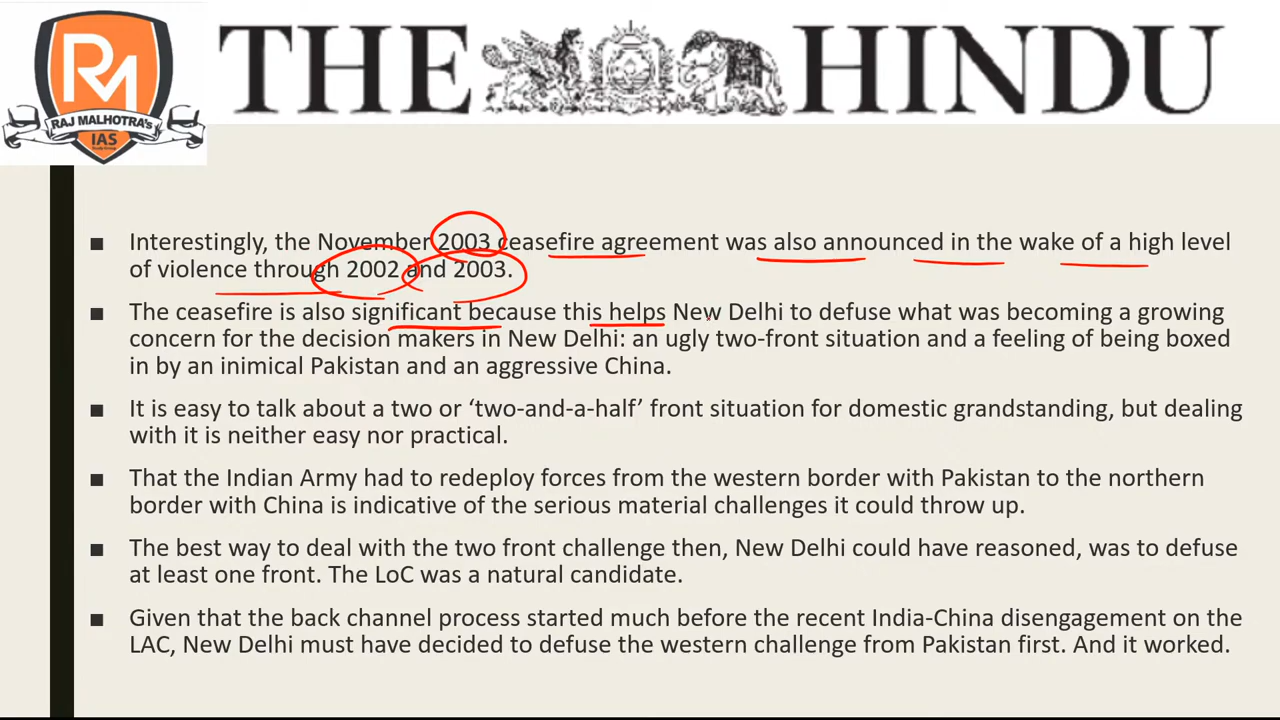 RM
RAJ MALHOTRA'S
IAS
THE HINDU
■ Interestingly, the November 2003 ceasefire agreement was also announced in the wake of a high level
of violence through 2002 and 2003.
■ The ceasefire is also significant because this helps New Delhi to defuse what was becoming a growing
concern for the decision makers in New Delhi: an ugly two-front situation and a feeling of being boxed
in by an inimical Pakistan and an aggressive China.
■ It is easy to talk about a two or ‘two-and-a-half’ front situation for domestic grandstanding, but dealing
with it is neither easy nor practical.
■ That the Indian Army had to redeploy forces from the western border with Pakistan to the northern
border with China is indicative of the serious material challenges it could throw up.
■ The best way to deal with the two front challenge then, New Delhi could have reasoned, was to defuse
at least one front. The LoC was a natural candidate.
■ Given that the back channel process started much before the recent India-China disengagement on the
LAC, New Delhi must have decided to defuse the western challenge from Pakistan first. And it worked.